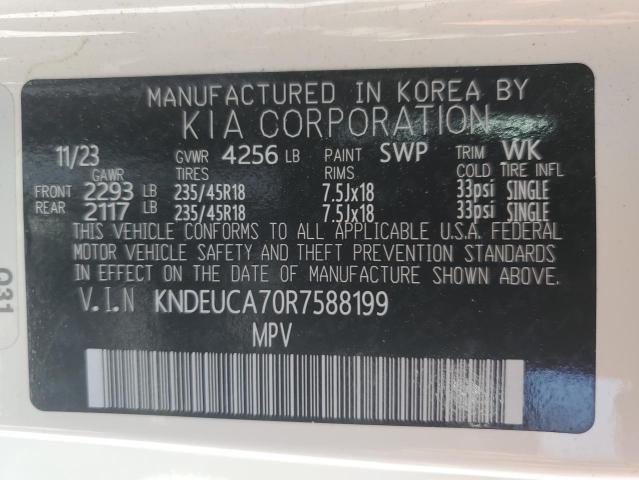 MANUFACTURED IN KOREA BY
KIA CORPORATION
11/23 GVWR 4256 LB PAINT SWP TRIM WK
GAWR TIRES RIMS COLD TIRE INFL
FRONT 2293 LB 235/45R18 7.5Jx18 33psi SINGLE
REAR 2117 LB 235/45R18 7.5Jx18 33psi SINGLE
THIS VEHICLE CONFORMS TO ALL APPLICABLE U.S.A. FEDERAL
MOTOR VEHICLE SAFETY AND THEFT PREVENTION STANDARDS
IN EFFECT ON THE DATE OF MANUFACTURE SHOWN ABOVE.
V.I.N KNDEUCA70R7588199
MPV
031